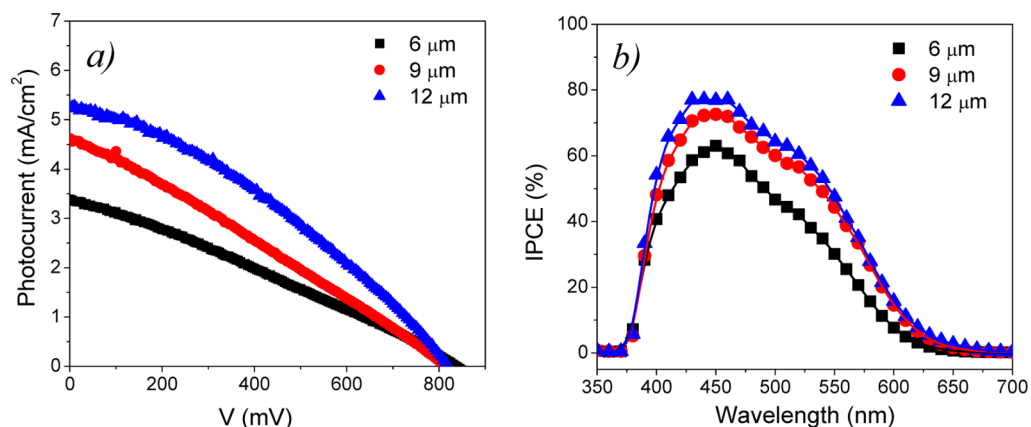 a)
6 μm
9 μm
12 μm
Photocurrent (mA/cm²)
7
6
5
4
3
2
1
0
0 200 400 600 800
V (mV)
b)
6 μm
9 μm
12 μm
IPCE (%)
100
80
60
40
20
0
350 400 450 500 550 600 650 700
Wavelength (nm)